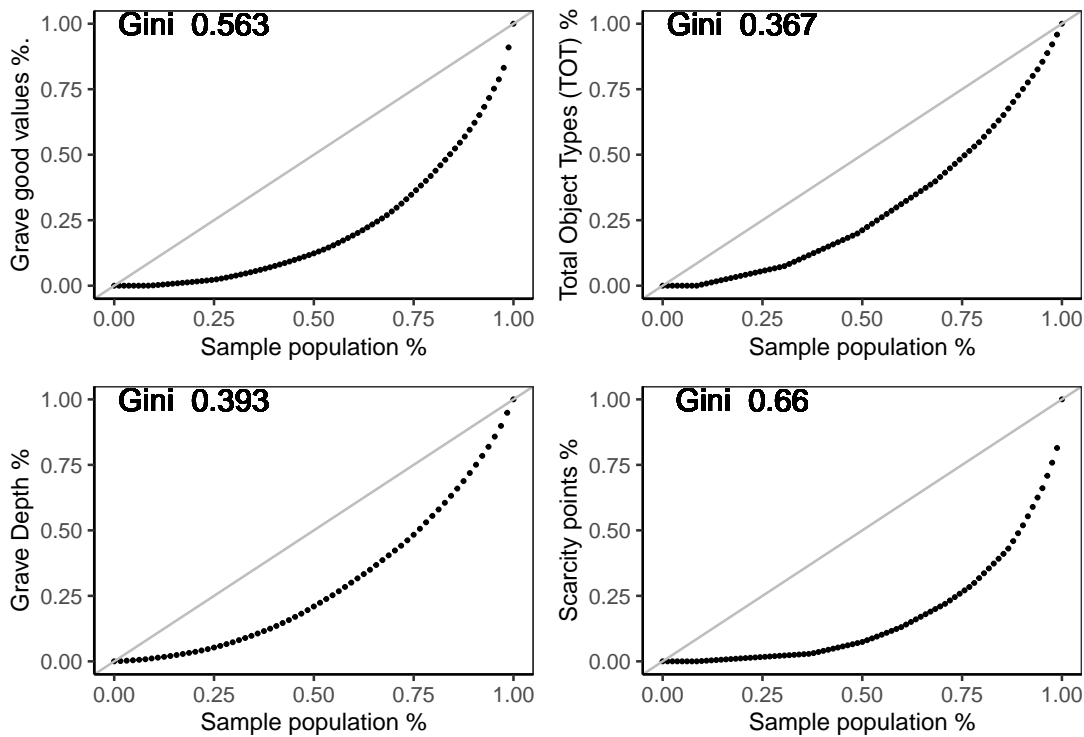 Gini 0.563
Grave good values %.
1.00
0.75
0.50
0.25
0.00
0.00 0.25 0.50 0.75 1.00
Sample population %
Gini 0.367
Total Object Types (TOT) %
1.00
0.75
0.50
0.25
0.00
0.00 0.25 0.50 0.75 1.00
Sample population %
Gini 0.393
Grave Depth %
1.00
0.75
0.50
0.25
0.00
0.00 0.25 0.50 0.75 1.00
Sample population %
Gini 0.66
Scarcity points %
1.00
0.75
0.50
0.25
0.00
0.00 0.25 0.50 0.75 1.00
Sample population %